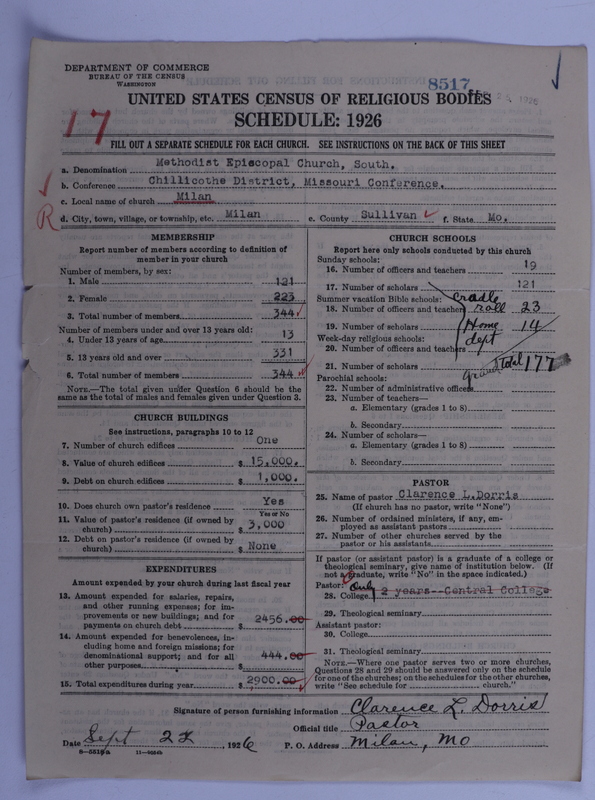 DEPARTMENT OF COMMERCE
BUREAU OF THE CENSUS
WASHINGTON
8517
1926
UNITED STATES CENSUS OF RELIGIOUS BODIES
SCHEDULE: 1926
17
FILL OUT A SEPARATE SCHEDULE FOR EACH CHURCH. SEE INSTRUCTIONS ON THE BACK OF THIS SHEET
a. Denomination Methodist Episcopal Church, South.
b. Conference Chillicothe District, Missouri Conference.
c. Local name of church Milan
R
d. City, town, village, or township, etc. Milan e. County Sullivan f. State Mo.
MEMBERSHIP
Report number of members according to definition of
member in your church
Number of members, by sex:
1. Male 121
2. Female 223
3. Total number of members 344
Number of members under and over 13 years old:
4. Under 13 years of age 13
5. 13 years old and over 331
6. Total number of members 344
NOTE.—The total given under Question 6 should be the
same as the total of males and females given under Question 3.
CHURCH BUILDINGS
See instructions, paragraphs 10 to 12
7. Number of church edifices One
8. Value of church edifices $ 15,000.
9. Debt on church edifices $ 1,000.
10. Does church own pastor's residence Yes
Yes or No
11. Value of pastor's residence (if owned by
church) $ 3,000
12. Debt on pastor's residence (if owned by
church) $ None
EXPENDITURES
Amount expended by your church during last fiscal year
13. Amount expended for salaries, repairs,
and other running expenses; for im-
provements or new buildings; and for
payments on church debt $ 2456.00
14. Amount expended for benevolences, in-
cluding home and foreign missions; for
denominational support; and for all
other purposes $ 444.00
15. Total expenditures during year $ 2900.00
CHURCH SCHOOLS
Report here only schools conducted by this church
Sunday schools:
16. Number of officers and teachers 19
17. Number of scholars 121
Summer vacation Bible schools: Cradle
18. Number of officers and teachers roll 23
19. Number of scholars Home 14
Week-day religious schools: dept
20. Number of officers and teachers
21. Number of scholars Grand Total 177
Parochial schools:
22. Number of administrative officers
23. Number of teachers—
a. Elementary (grades 1 to 8)
b. Secondary
24. Number of scholars—
a. Elementary (grades 1 to 8)
b. Secondary
PASTOR
25. Name of pastor Clarence L. Dorris
(If church has no pastor, write "None")
26. Number of ordained ministers, if any, em-
ployed as assistant pastors
27. Number of other churches served by the
pastor or his assistants
If pastor (or assistant pastor) is a graduate of a college or
theological seminary, give name of institution below. (If
not a graduate, write "No" in the space indicated.)
Pastor: Only
28. College 2 years--Central College
29. Theological seminary
Assistant pastor:
30. College
31. Theological seminary
NOTE.—Where one pastor serves two or more churches,
Questions 28 and 29 should be answered only on the schedule
for one of the churches; on the schedules for the other churches,
write "See schedule for church."
Signature of person furnishing information Clarence L. Dorris
Official title Pastor
Date Sept 22, 1926 P. O. Address Milan, Mo